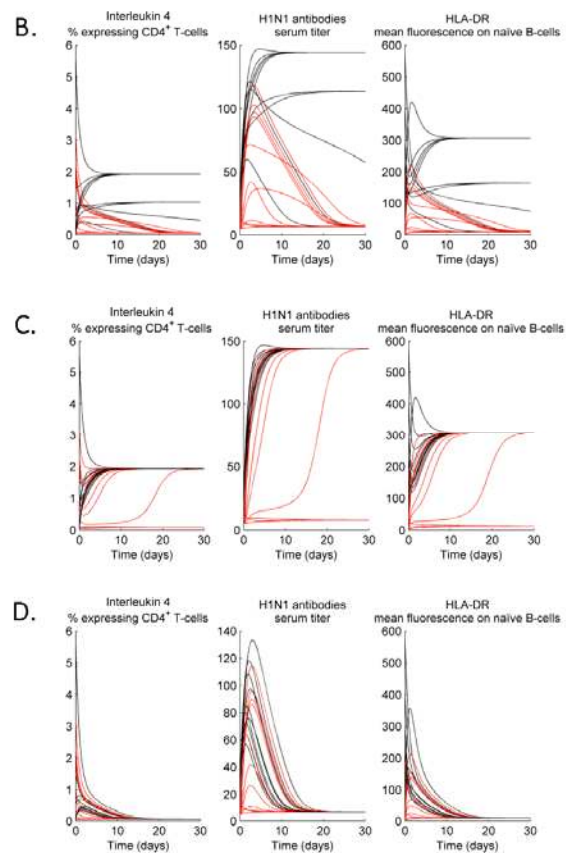 B.
Interleukin 4
% expressing CD4⁺ T-cells
6
5
4
3
2
1
0
0 10 20 30
Time (days)
H1N1 antibodies
serum titer
150
100
50
0
0 10 20 30
Time (days)
HLA-DR
mean fluorescence on naïve B-cells
600
500
400
300
200
100
0
0 10 20 30
Time (days)
C.
Interleukin 4
% expressing CD4⁺ T-cells
6
5
4
3
2
1
0
0 10 20 30
Time (days)
H1N1 antibodies
serum titer
150
100
50
0
0 10 20 30
Time (days)
HLA-DR
mean fluorescence on naïve B-cells
600
500
400
300
200
100
0
0 10 20 30
Time (days)
D.
Interleukin 4
% expressing CD4⁺ T-cells
6
5
4
3
2
1
0
0 10 20 30
Time (days)
H1N1 antibodies
serum titer
140
120
100
80
60
40
20
0
0 10 20 30
Time (days)
HLA-DR
mean fluorescence on naïve B-cells
600
500
400
300
200
100
0
0 10 20 30
Time (days)